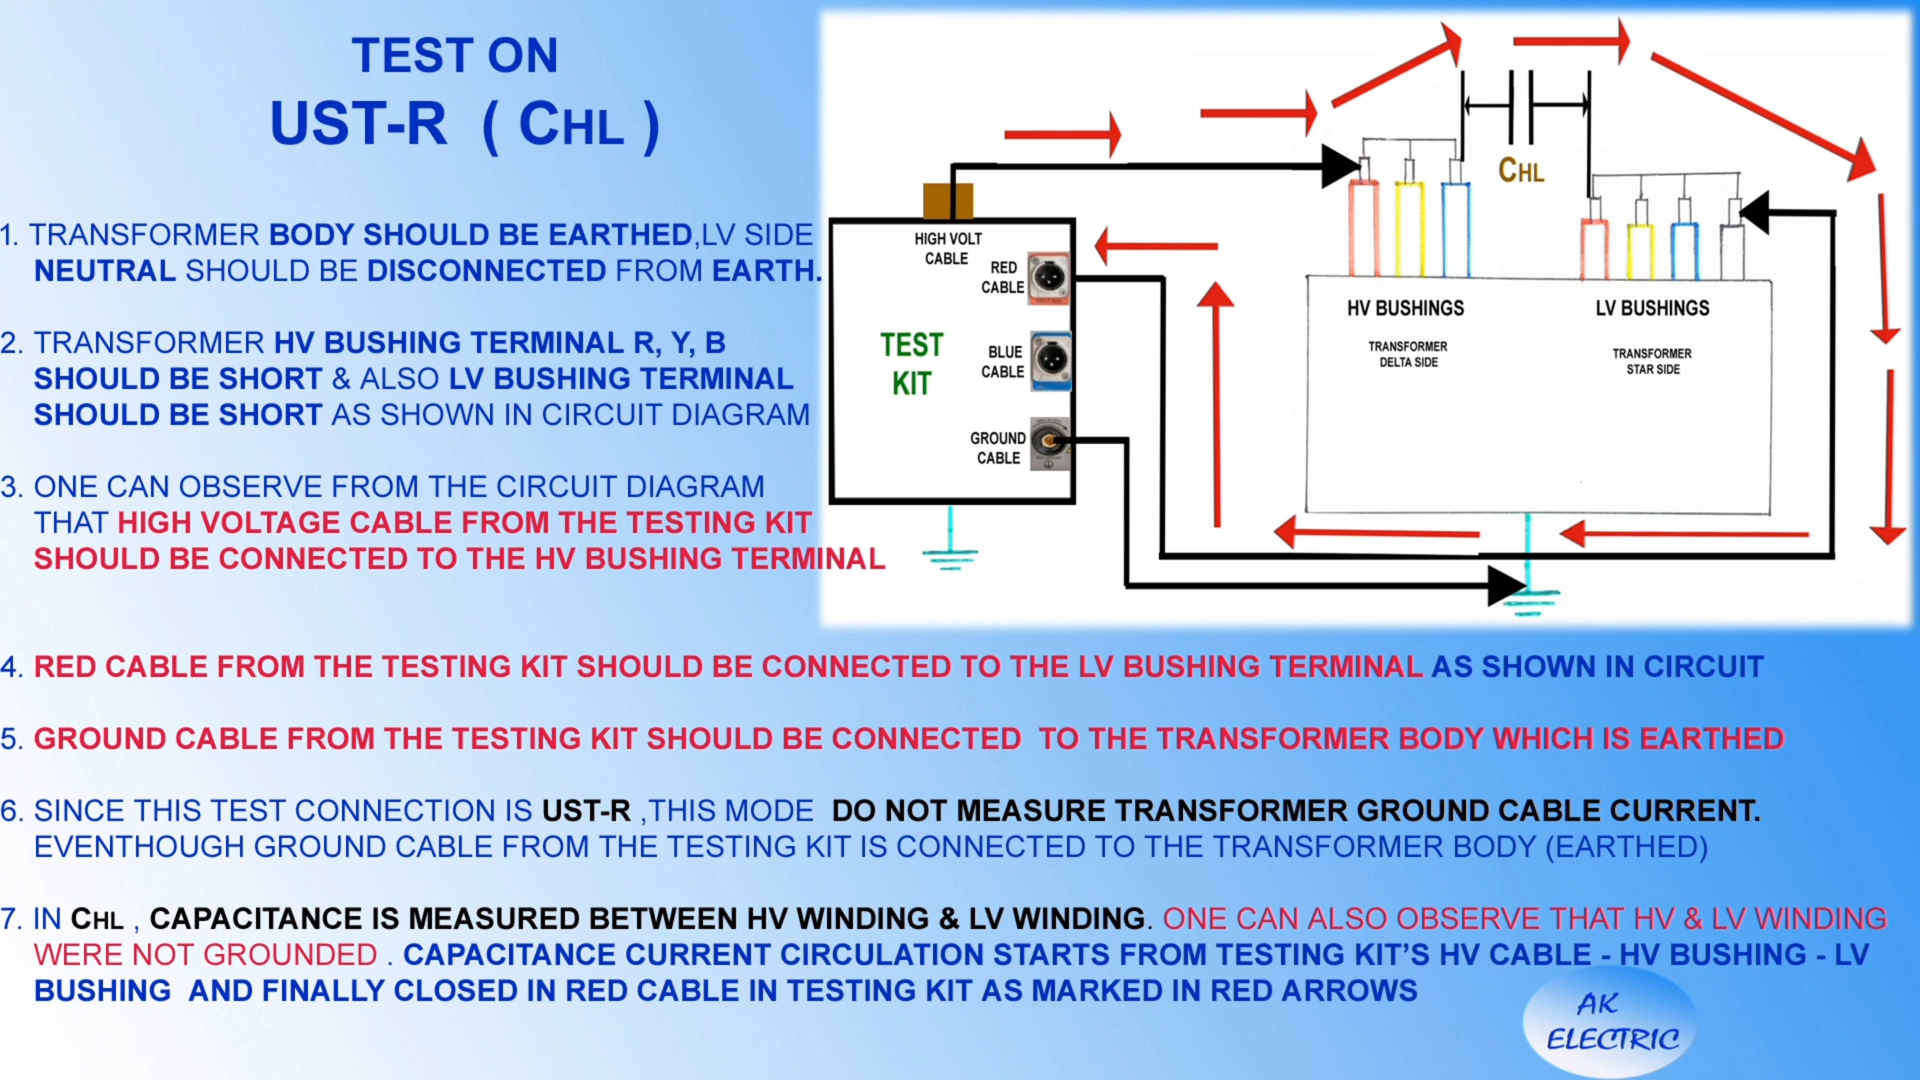 TEST ON
UST-R ( CHL )
1. TRANSFORMER BODY SHOULD BE EARTHED,LV SIDE
NEUTRAL SHOULD BE DISCONNECTED FROM EARTH.
2. TRANSFORMER HV BUSHING TERMINAL R, Y, B
SHOULD BE SHORT & ALSO LV BUSHING TERMINAL
SHOULD BE SHORT AS SHOWN IN CIRCUIT DIAGRAM
3. ONE CAN OBSERVE FROM THE CIRCUIT DIAGRAM
THAT HIGH VOLTAGE CABLE FROM THE TESTING KIT
SHOULD BE CONNECTED TO THE HV BUSHING TERMINAL
CHL
HIGH VOLT
CABLE
RED
CABLE
TEST
KIT
BLUE
CABLE
GROUND
CABLE
HV BUSHINGS
TRANSFORMER
DELTA SIDE
LV BUSHINGS
TRANSFORMER
STAR SIDE
4. RED CABLE FROM THE TESTING KIT SHOULD BE CONNECTED TO THE LV BUSHING TERMINAL AS SHOWN IN CIRCUIT
5. GROUND CABLE FROM THE TESTING KIT SHOULD BE CONNECTED TO THE TRANSFORMER BODY WHICH IS EARTHED
6. SINCE THIS TEST CONNECTION IS UST-R ,THIS MODE DO NOT MEASURE TRANSFORMER GROUND CABLE CURRENT.
EVENTHOUGH GROUND CABLE FROM THE TESTING KIT IS CONNECTED TO THE TRANSFORMER BODY (EARTHED)
7. IN CHL , CAPACITANCE IS MEASURED BETWEEN HV WINDING & LV WINDING. ONE CAN ALSO OBSERVE THAT HV & LV WINDING
WERE NOT GROUNDED . CAPACITANCE CURRENT CIRCULATION STARTS FROM TESTING KIT’S HV CABLE - HV BUSHING - LV
BUSHING AND FINALLY CLOSED IN RED CABLE IN TESTING KIT AS MARKED IN RED ARROWS
AK
ELECTRIC